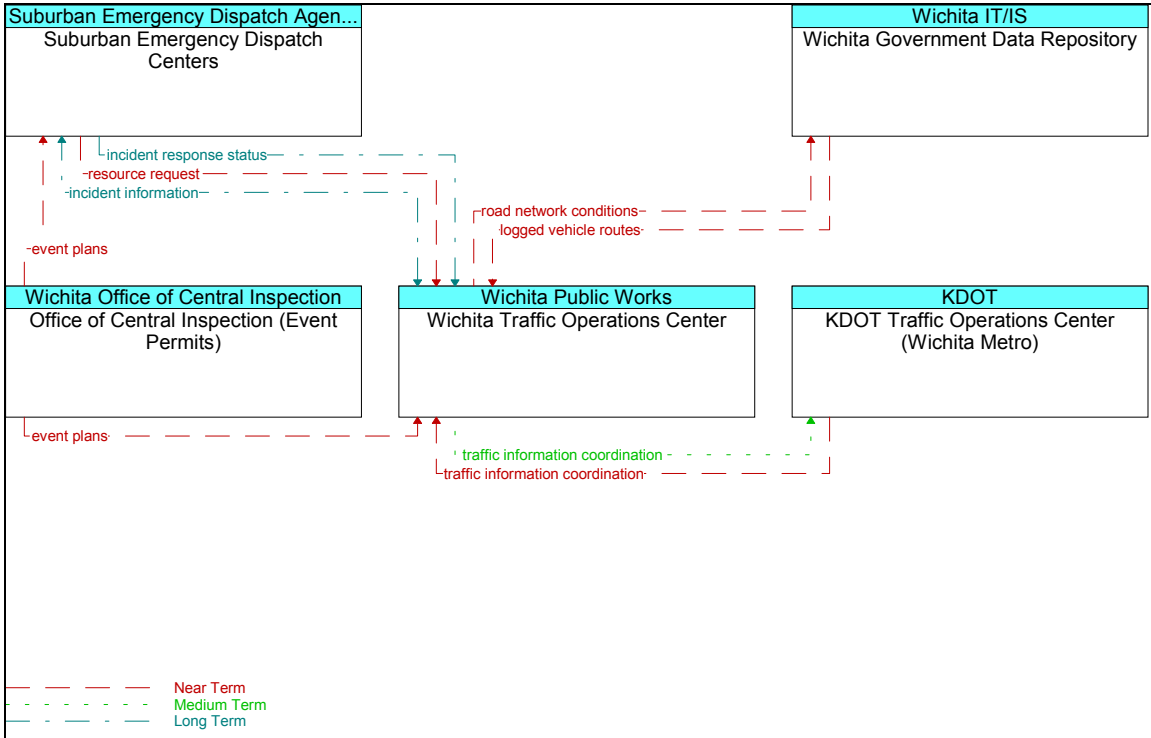 Suburban Emergency Dispatch Agen...
Suburban Emergency Dispatch
Centers
Wichita IT/IS
Wichita Government Data Repository
incident response status
resource request
incident information
road network conditions
logged vehicle routes
event plans
Wichita Office of Central Inspection
Office of Central Inspection (Event
Permits)
Wichita Public Works
Wichita Traffic Operations Center
KDOT
KDOT Traffic Operations Center
(Wichita Metro)
event plans
traffic information coordination
traffic information coordination
Near Term
Medium Term
Long Term